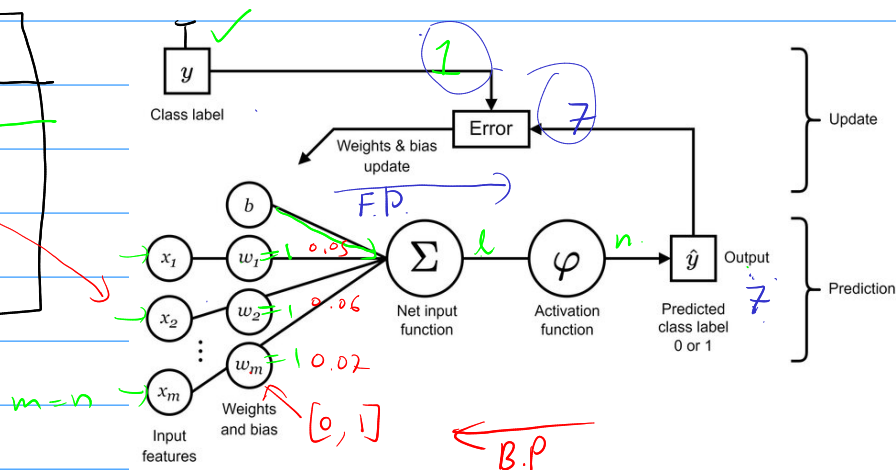 y
1
Class label
Error
7
Update
Weights & bias
update
F.P.
b
x1
w1
= 1
0.05
Σ
l
φ
n
ŷ
Output
7
x2
w2
= 1
0.06
Net input
function
Activation
function
Predicted
class label
0 or 1
Prediction
⋮
xm
wm
= 1
0.02
m = n
Input
features
Weights
and bias
[0, 1]
B.P